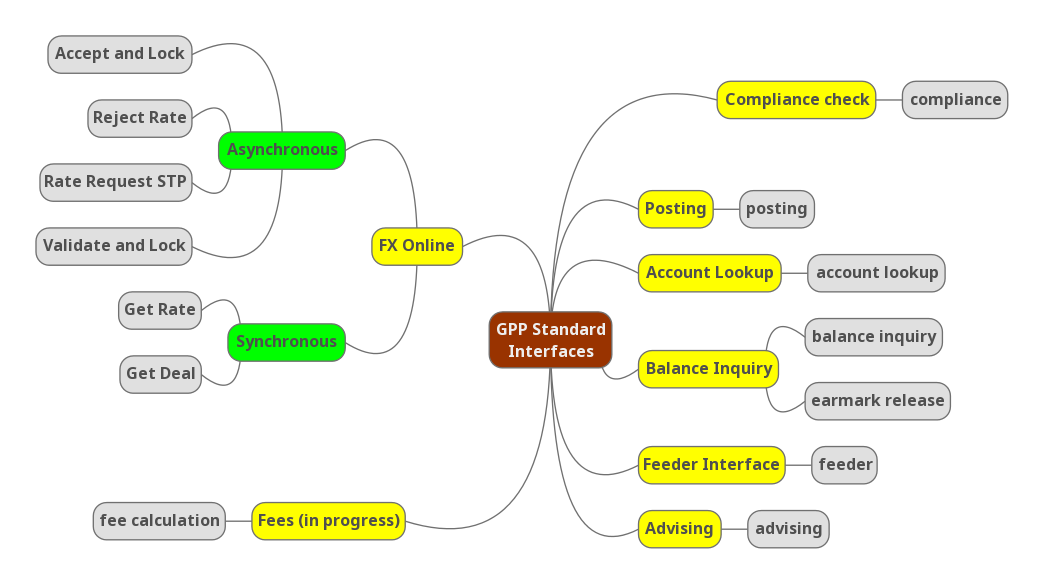 Accept and Lock
Reject Rate
Asynchronous
Rate Request STP
Validate and Lock
FX Online
Get Rate
Synchronous
Get Deal
Fees (in progress)
fee calculation
GPP Standard
Interfaces
Compliance check
compliance
Posting
posting
Account Lookup
account lookup
Balance Inquiry
balance inquiry
earmark release
Feeder Interface
feeder
Advising
advising